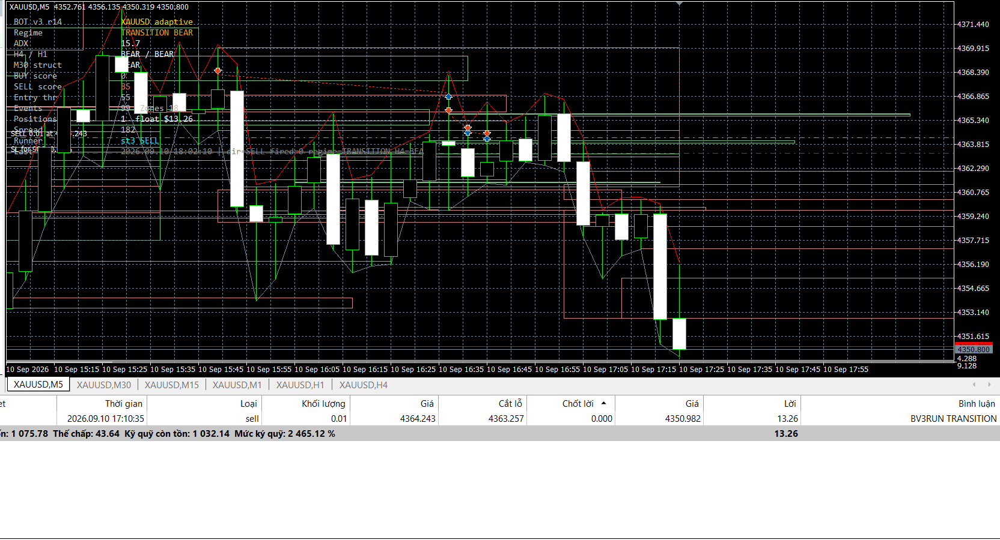 XAUUSD,M5 4352.761 4356.135 4350.319 4350.800
BOT v3 r14 XAUUSD adaptive
Regime TRANSITION BEAR
ADX 15.7
H4 / H1 BEAR / BEAR
M30 struct BEAR
BUY score 0
SELL score 35
Entry thr 55
Events 99 Zones 18
Positions 1 float $13.26
Spread 182
SELL 0.01 at 4364.243
Runner st3 SELL
2026.09.10 18:02:10 | dir=SELL fired=0 regime=TRANSITION H4 BEA
4371.440
4369.915
4368.390
4366.865
4365.340
4363.815
4362.290
4360.765
4359.240
4357.715
4356.190
4354.665
4353.140
4351.615
4350.800
4.288
9.128
10 Sep 2026 10 Sep 15:15 10 Sep 15:25 10 Sep 15:35 10 Sep 15:45 10 Sep 15:55 10 Sep 16:05 10 Sep 16:15 10 Sep 16:25 10 Sep 16:35 10 Sep 16:45 10 Sep 16:55 10 Sep 17:05 10 Sep 17:15 10 Sep 17:25 10 Sep 17:35 10 Sep 17:45 10 Sep 17:55
XAUUSD,M5 XAUUSD,M30 XAUUSD,M15 XAUUSD,M1 XAUUSD,H1 XAUUSD,H4
et Thời gian Loại Khối lượng Giá Cắt lỗ Chốt lời Giá Lời Bình luận
2026.09.10 17:10:35 sell 0.01 4364.243 4363.257 0.000 4350.982 13.26 BV3RUN TRANSITION
ốn: 1 075.78 Thế chấp: 43.64 Ký quỹ còn tồn: 1 032.14 Mức ký quỹ: 2 465.12 % 13.26